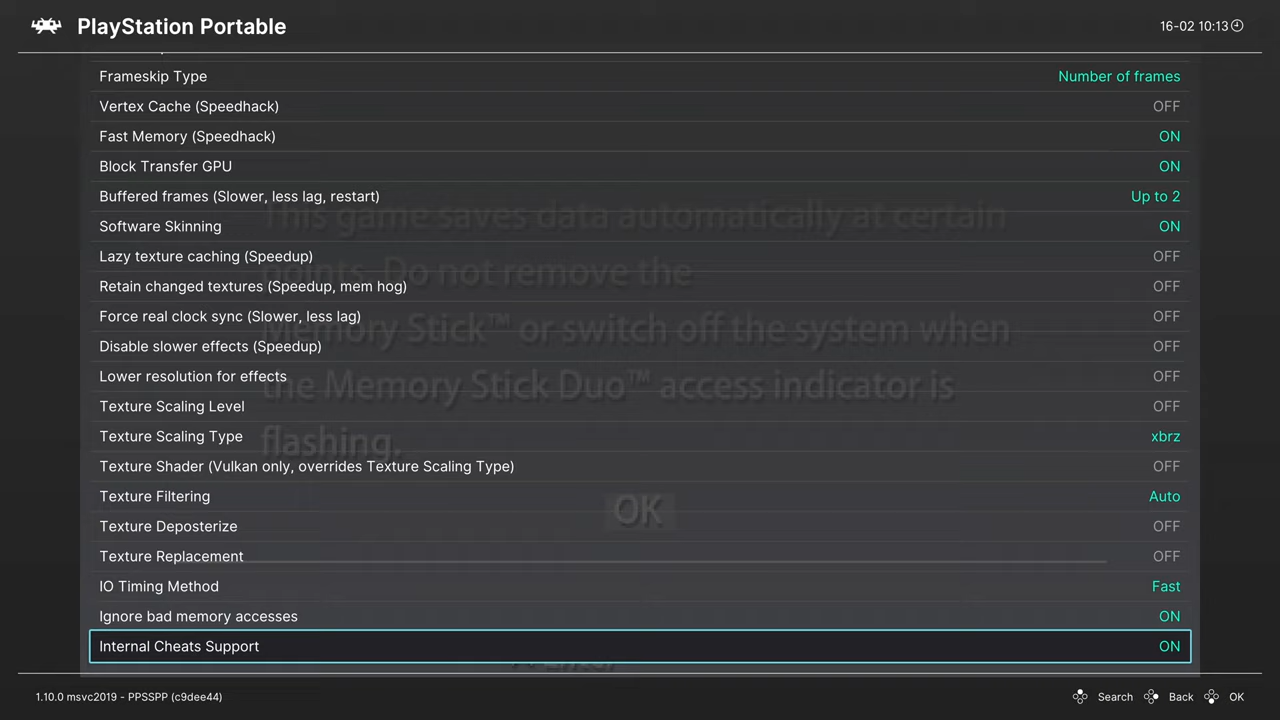 PlayStation Portable
16-02 10:13
Frameskip Type
Number of frames
Vertex Cache (Speedhack)
OFF
Fast Memory (Speedhack)
ON
Block Transfer GPU
ON
Buffered frames (Slower, less lag, restart)
Up to 2
Software Skinning
ON
Lazy texture caching (Speedup)
OFF
Retain changed textures (Speedup, mem hog)
OFF
Force real clock sync (Slower, less lag)
OFF
Disable slower effects (Speedup)
OFF
Lower resolution for effects
OFF
Texture Scaling Level
OFF
Texture Scaling Type
xbrz
Texture Shader (Vulkan only, overrides Texture Scaling Type)
OFF
Texture Filtering
Auto
Texture Deposterize
OFF
Texture Replacement
OFF
IO Timing Method
Fast
Ignore bad memory accesses
ON
Internal Cheats Support
ON
This game saves data automatically at certain
points. Do not remove the
Memory Stick™ or switch off the system when
the Memory Stick Duo™ access indicator is
flashing.
OK
Enter
1.10.0 msvc2019 - PPSSPP (c9dee44)
Search
Back
OK